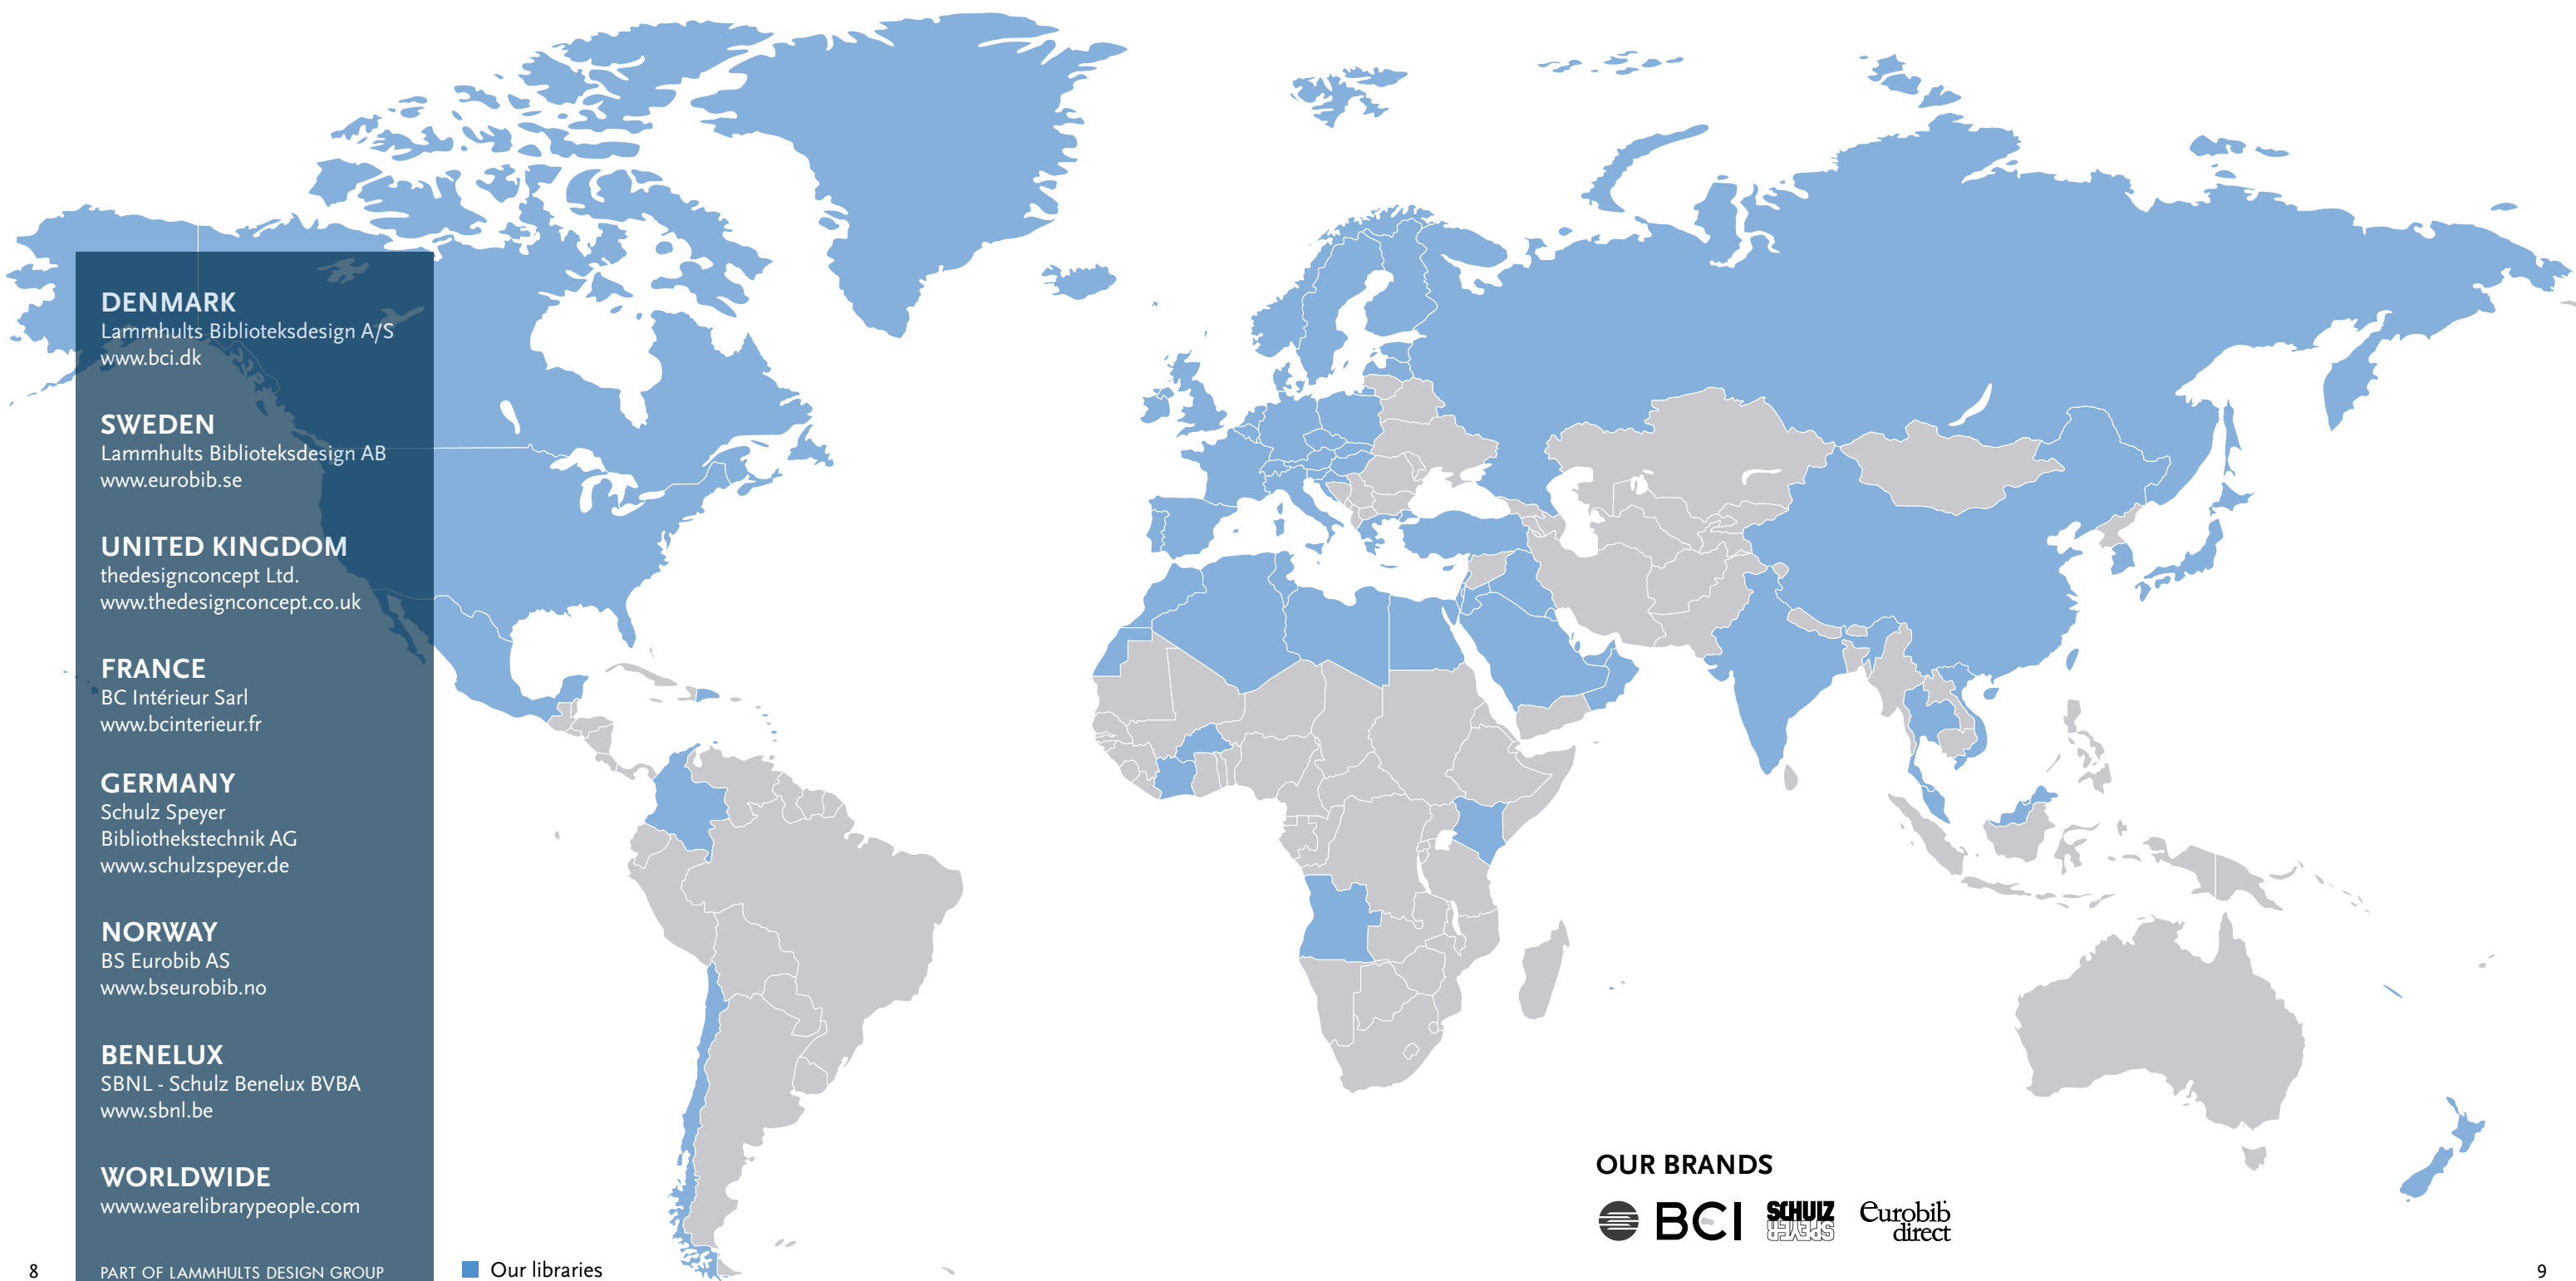 DENMARK
Lammhults Biblioteksdesign A/S
www.bci.dk
SWEDEN
Lammhults Biblioteksdesign AB
www.eurobib.se
UNITED KINGDOM
thedesignconcept Ltd.
www.thedesignconcept.co.uk
FRANCE
BC Intérieur Sarl
www.bcinterieur.fr
GERMANY
Schulz Speyer
Bibliothekstechnik AG
www.schulzspeyer.de
NORWAY
BS Eurobib AS
www.bseurobib.no
BENELUX
SBNL - Schulz Benelux BVBA
www.sbnl.be
WORLDWIDE
www.wearelibrarypeople.com
8
PART OF LAMMHULTS DESIGN GROUP
Our libraries
OUR BRANDS
BCI
SCHULZ
SPEYER
Eurobib
direct
9